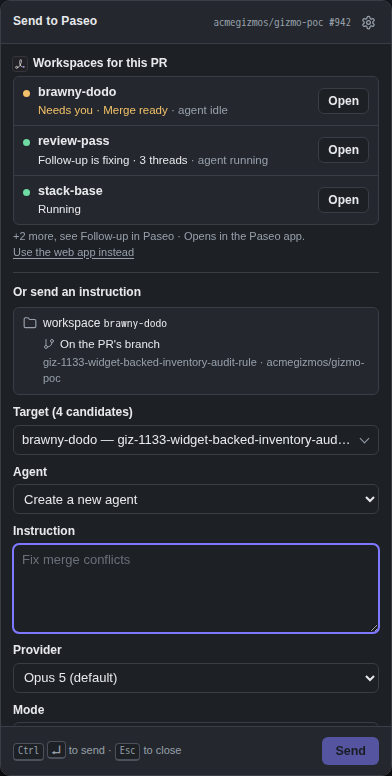 Send to Paseo
acmegizmos/gizmo-poc #942
Workspaces for this PR
brawny-dodo
Needs you · Merge ready · agent idle
Open
review-pass
Follow-up is fixing · 3 threads · agent running
Open
stack-base
Running
Open
+2 more, see Follow-up in Paseo · Opens in the Paseo app.
Use the web app instead
Or send an instruction
workspace brawny-dodo
On the PR's branch
giz-1133-widget-backed-inventory-audit-rule · acmegizmos/gizmo-
poc
Target (4 candidates)
brawny-dodo — giz-1133-widget-backed-inventory-aud…
Agent
Create a new agent
Instruction
Fix merge conflicts
Provider
Opus 5 (default)
Mode
Ctrl ↵ to send · Esc to close
Send